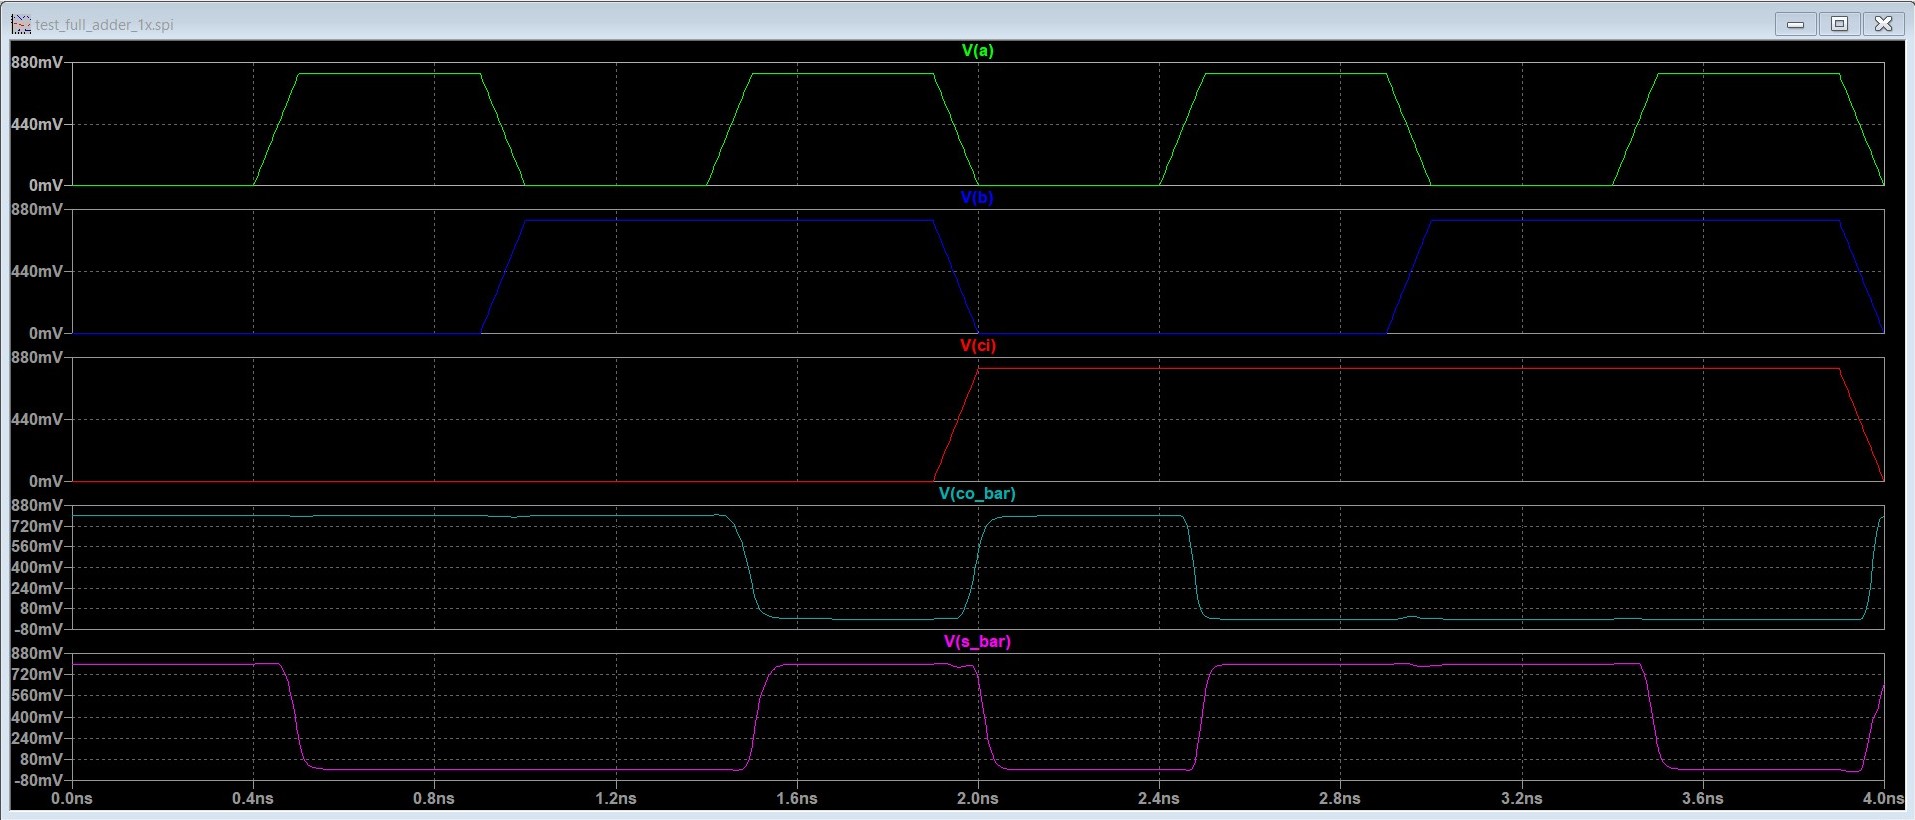 test_full_adder_1x.spi
V(a)
880mV
440mV
0mV
V(b)
880mV
440mV
0mV
V(ci)
880mV
440mV
0mV
V(co_bar)
880mV
720mV
560mV
400mV
240mV
80mV
-80mV
V(s_bar)
880mV
720mV
560mV
400mV
240mV
80mV
-80mV
0.0ns 0.4ns 0.8ns 1.2ns 1.6ns 2.0ns 2.4ns 2.8ns 3.2ns 3.6ns 4.0ns